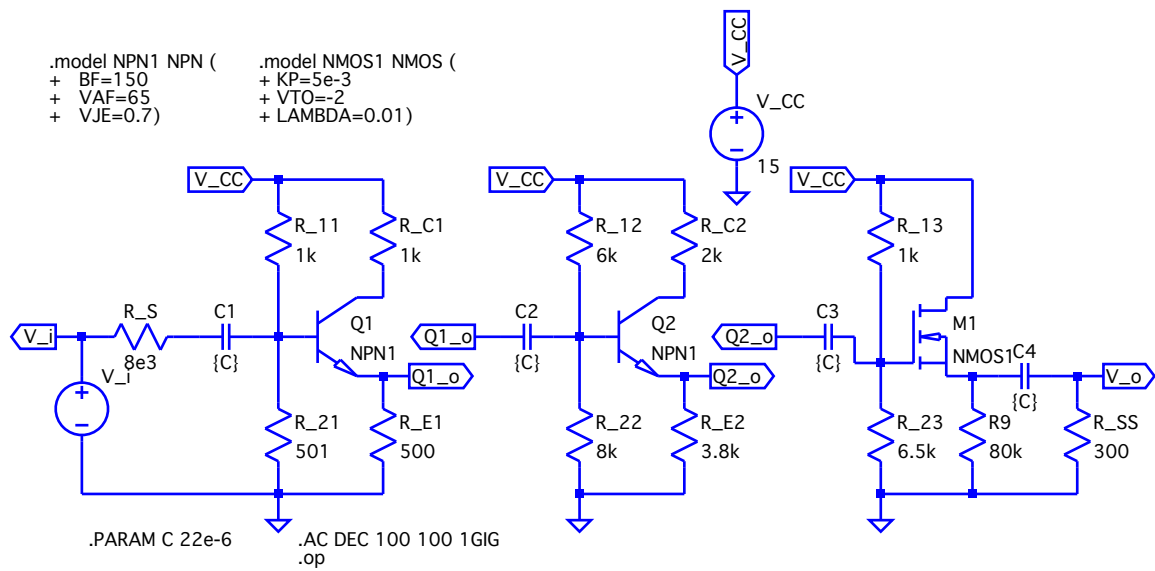 .model NPN1 NPN (
+ BF=150
+ VAF=65
+ VJE=0.7)
.model NMOS1 NMOS (
+ KP=5e-3
+ VTO=-2
+ LAMBDA=0.01)
V_CC
V_CC
15
V_CC
R_11
1k
R_C1
1k
V_i
R_S
8e3
C1
{C}
Q1
NPN1
Q1_o
V_i
R_21
501
R_E1
500
V_CC
R_12
6k
R_C2
2k
Q1_o
C2
{C}
Q2
NPN1
Q2_o
R_22
8k
R_E2
3.8k
V_CC
R_13
1k
Q2_o
C3
{C}
M1
NMOS1
C4
{C}
V_o
R_23
6.5k
R9
80k
R_SS
300
.PARAM C 22e-6
.AC DEC 100 100 1GIG
.op